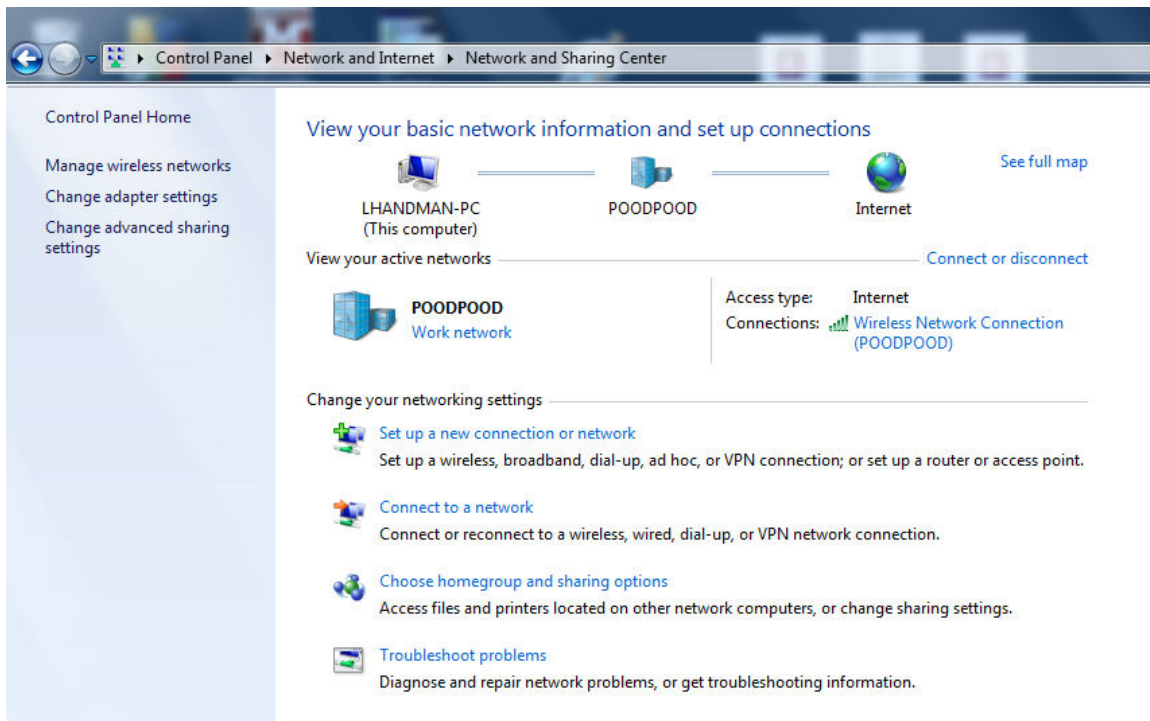 Control Panel ▸ Network and Internet ▸ Network and Sharing Center
Control Panel Home
Manage wireless networks
Change adapter settings
Change advanced sharing
settings
View your basic network information and set up connections
See full map
LHANDMAN-PC
(This computer)
POODPOOD
Internet
View your active networks
Connect or disconnect
POODPOOD
Work network
Access type: Internet
Connections: Wireless Network Connection
(POODPOOD)
Change your networking settings
Set up a new connection or network
Set up a wireless, broadband, dial-up, ad hoc, or VPN connection; or set up a router or access point.
Connect to a network
Connect or reconnect to a wireless, wired, dial-up, or VPN network connection.
Choose homegroup and sharing options
Access files and printers located on other network computers, or change sharing settings.
Troubleshoot problems
Diagnose and repair network problems, or get troubleshooting information.